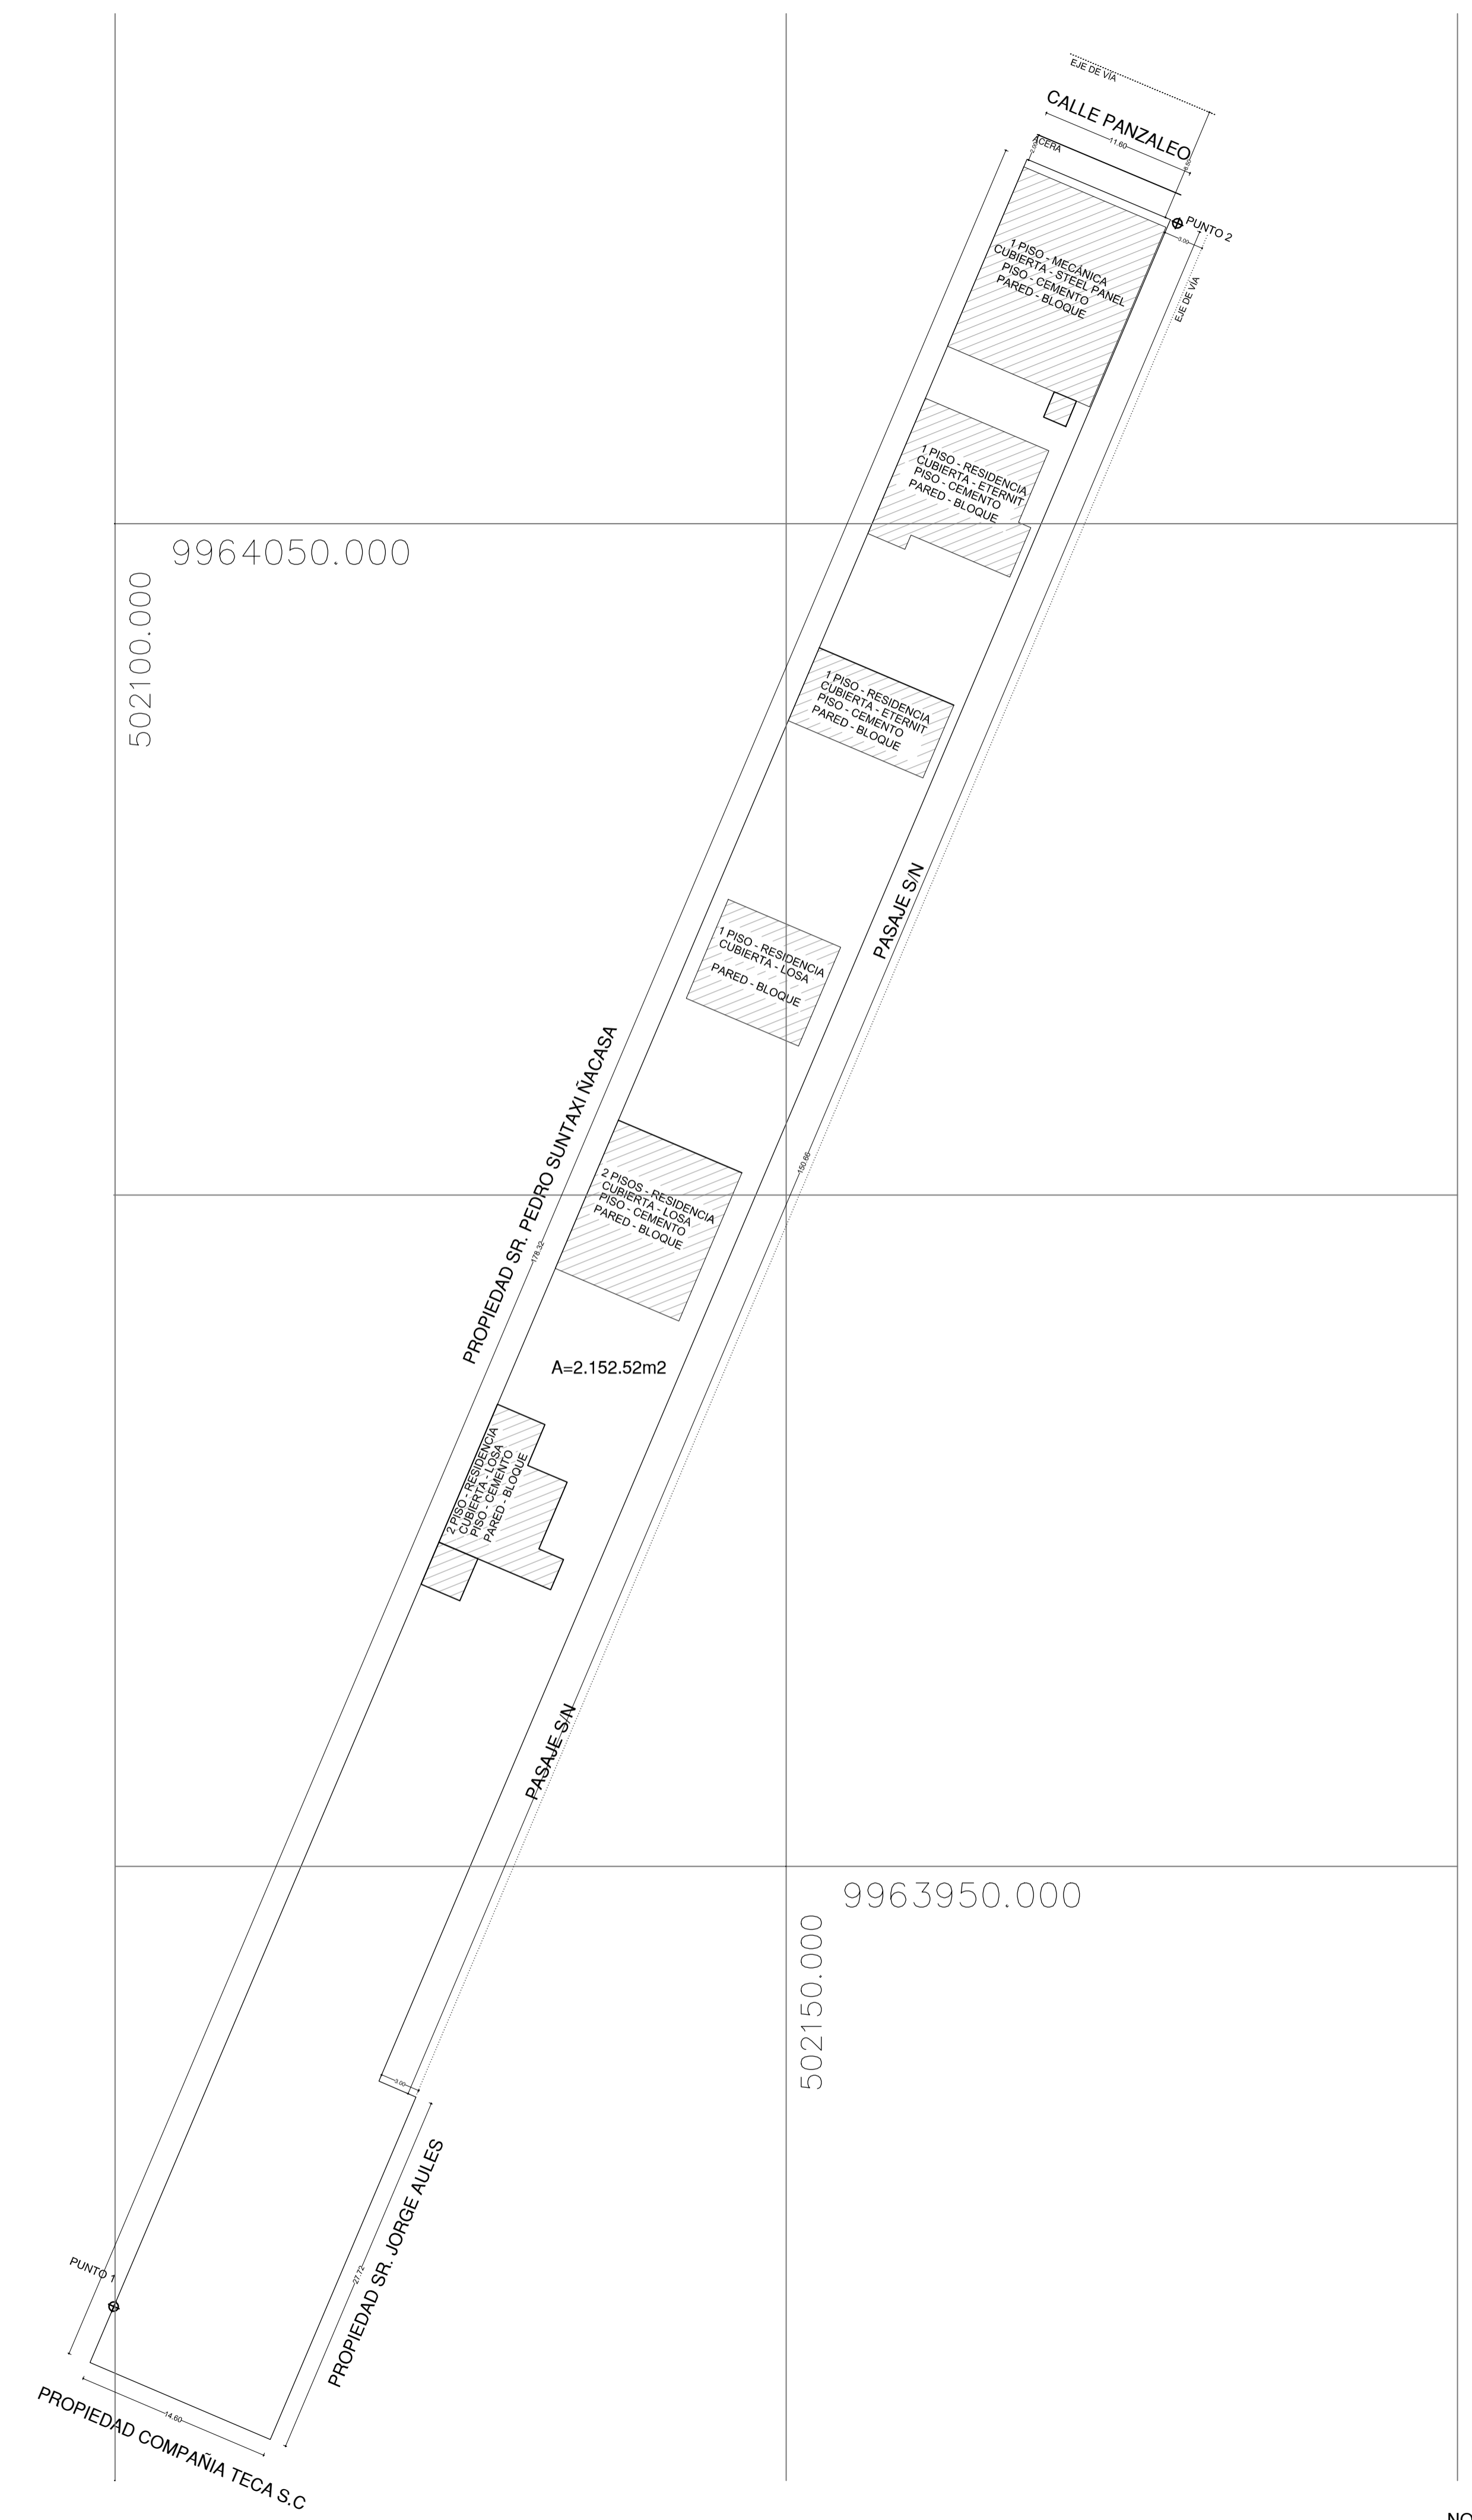 EJE DE VÍA
CALLE PANZALEO
11.60
2.00
ACERA
PUNTO 2
3.00
EJE DE VÍA
1 PISO - MECÁNICA
CUBIERTA - STEEL PANEL
PISO - CEMENTO
PARED - BLOQUE
1 PISO - RESIDENCIA
CUBIERTA - ETERNIT
PISO - CEMENTO
PARED - BLOQUE
9964050.000
502100.000
1 PISO - RESIDENCIA
CUBIERTA - ETERNIT
PISO - CEMENTO
PARED - BLOQUE
PASAJE S/N
1 PISO - RESIDENCIA
CUBIERTA - LOSA
PARED - BLOQUE
PROPIEDAD SR. PEDRO SUNTAXI ÑACASA
150.66
2 PISOS - RESIDENCIA
CUBIERTA - LOSA
PISO - CEMENTO
PARED - BLOQUE
178.32
A=2.152.52m2
2 PISO - RESIDENCIA
CUBIERTA - LOSA
PISO - CEMENTO
PARED - BLOQUE
PASAJE S/N
9963950.000
502150.000
3.00
PROPIEDAD SR. JORGE AULES
27.72
PUNTO 1
14.60
PROPIEDAD COMPAÑIA TECA S.C